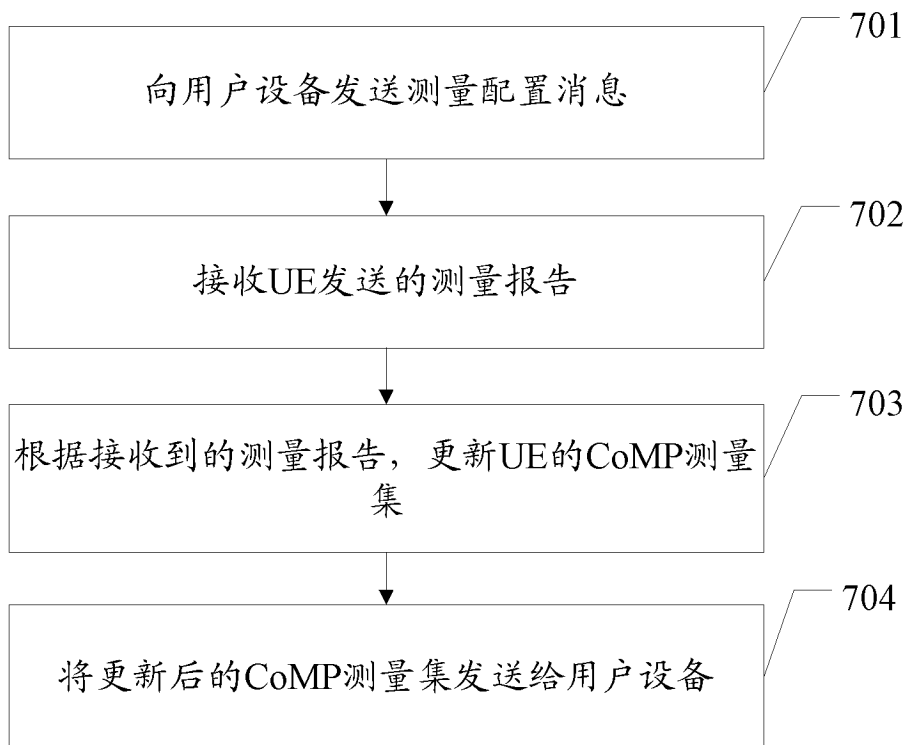 701
向用户设备发送测量配置消息
702
接收UE发送的测量报告
703
根据接收到的测量报告，更新UE的CoMP测量
集
704
将更新后的CoMP测量集发送给用户设备